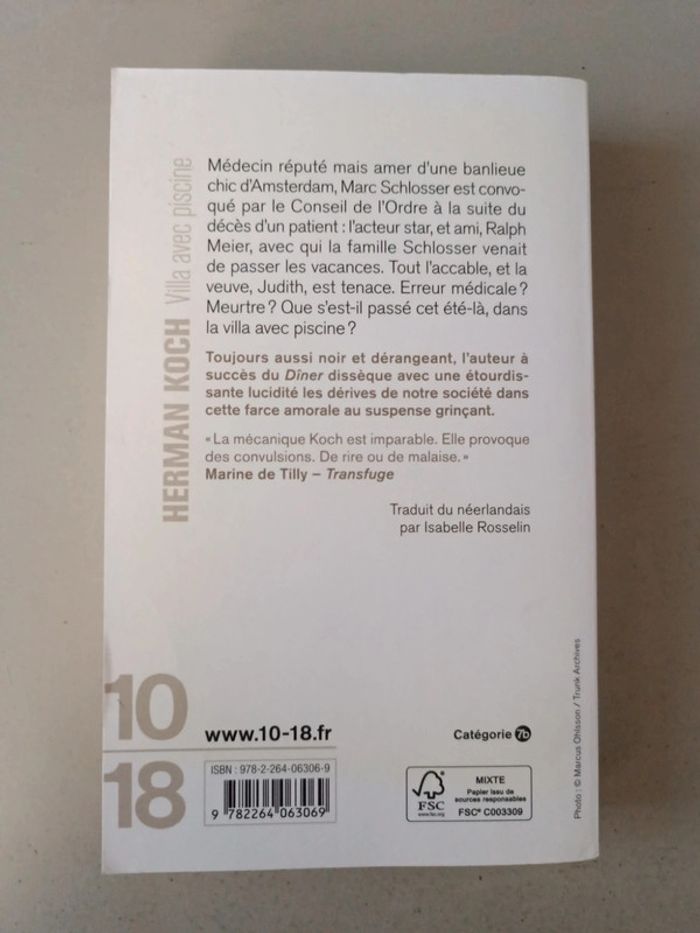 HERMAN KOCH Villa avec piscine
Médecin réputé mais amer d'une banlieue
chic d'Amsterdam, Marc Schlosser est convo-
qué par le Conseil de l'Ordre à la suite du
décès d'un patient : l'acteur star, et ami, Ralph
Meier, avec qui la famille Schlosser venait
de passer les vacances. Tout l'accable, et la
veuve, Judith, est tenace. Erreur médicale ?
Meurtre ? Que s'est-il passé cet été-là, dans
la villa avec piscine ?
Toujours aussi noir et dérangeant, l'auteur à
succès du Dîner dissèque avec une étourdis-
sante lucidité les dérives de notre société dans
cette farce amorale au suspense grinçant.
« La mécanique Koch est imparable. Elle provoque
des convulsions. De rire ou de malaise. »
Marine de Tilly – Transfuge
Traduit du néerlandais
par Isabelle Rosselin
10
18
www.10-18.fr
Catégorie 7b
ISBN : 978-2-264-06306-9
9 782264 063069
FSC
www.fsc.org
MIXTE
Papier issu de
sources responsables
FSC® C003309
Photo : © Marcus Ohlsson / Trunk Archives